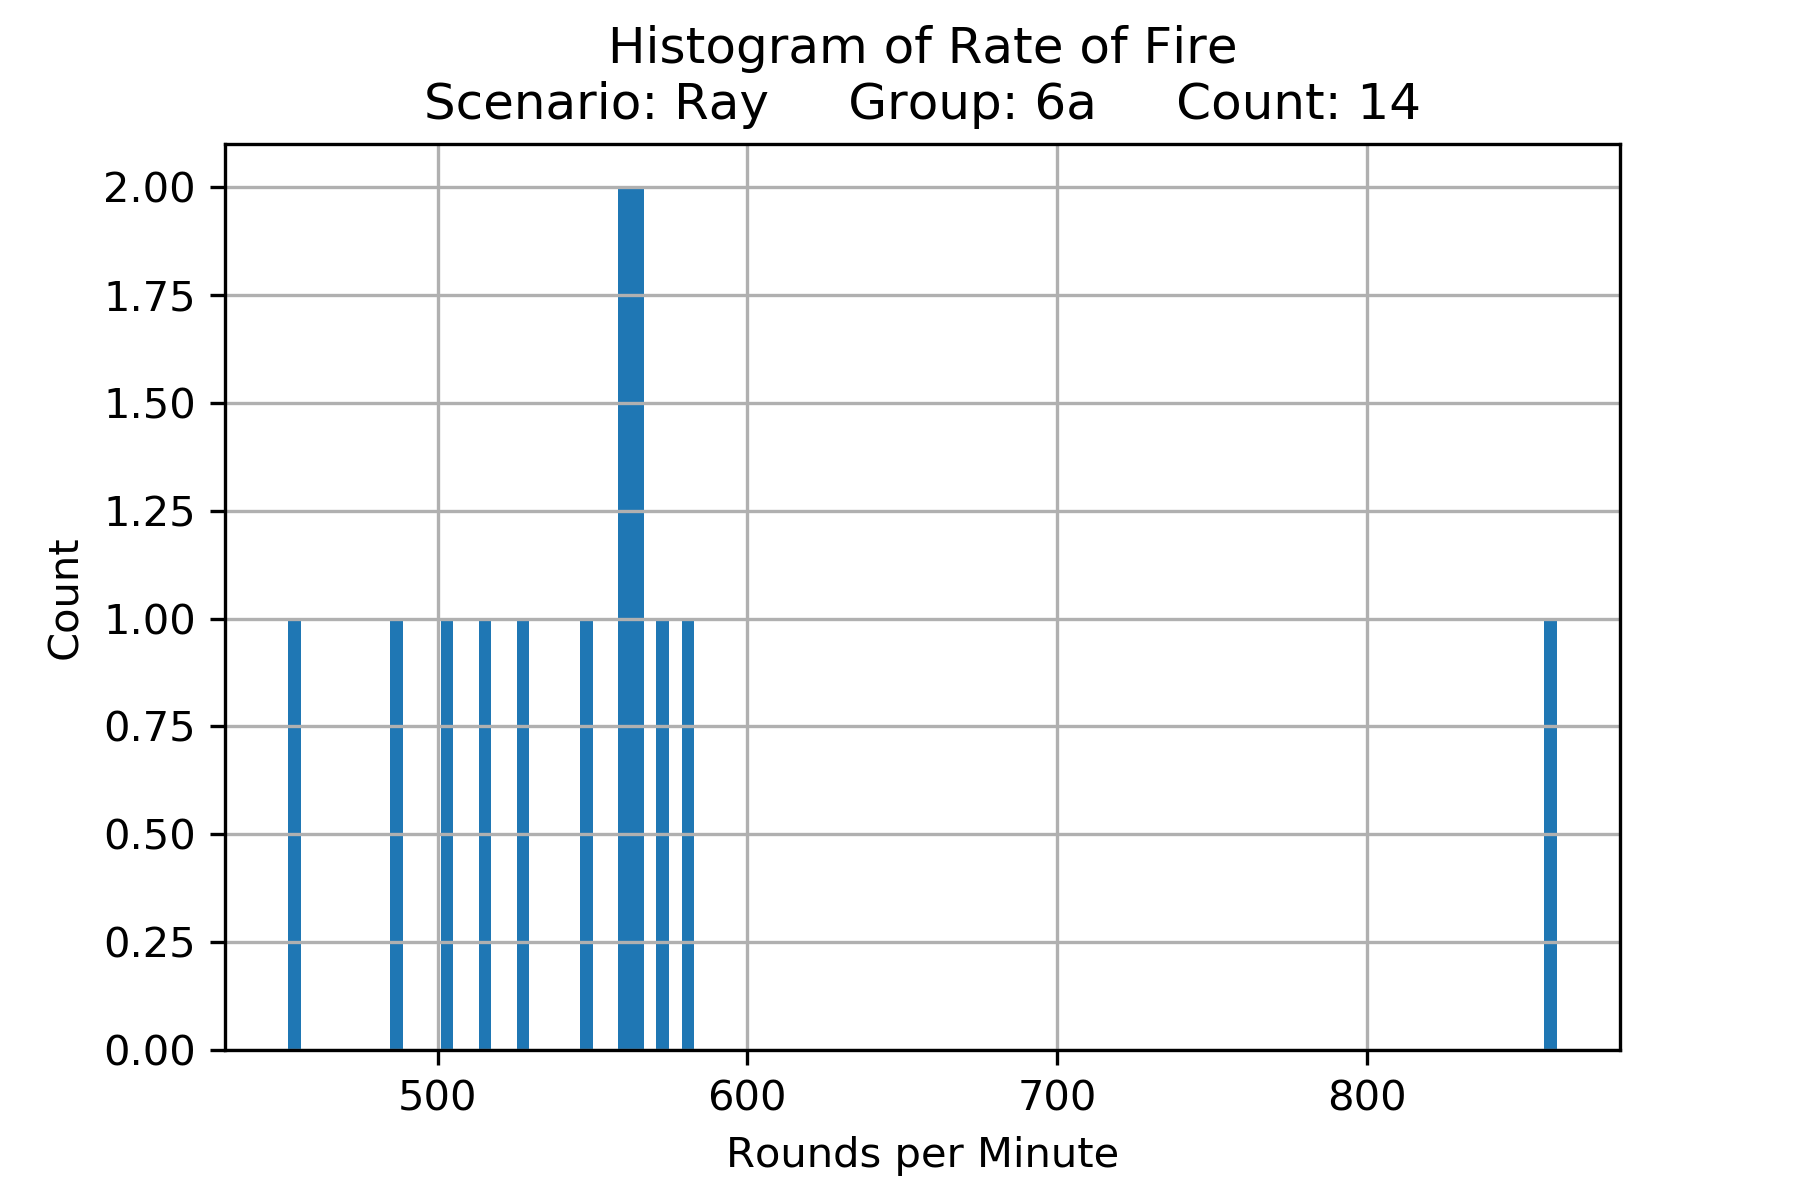 Histogram of Rate of Fire
Scenario: Ray     Group: 6a     Count: 14
2.00
1.75
1.50
1.25
1.00
0.75
0.50
0.25
0.00
Count
500 600 700 800
Rounds per Minute